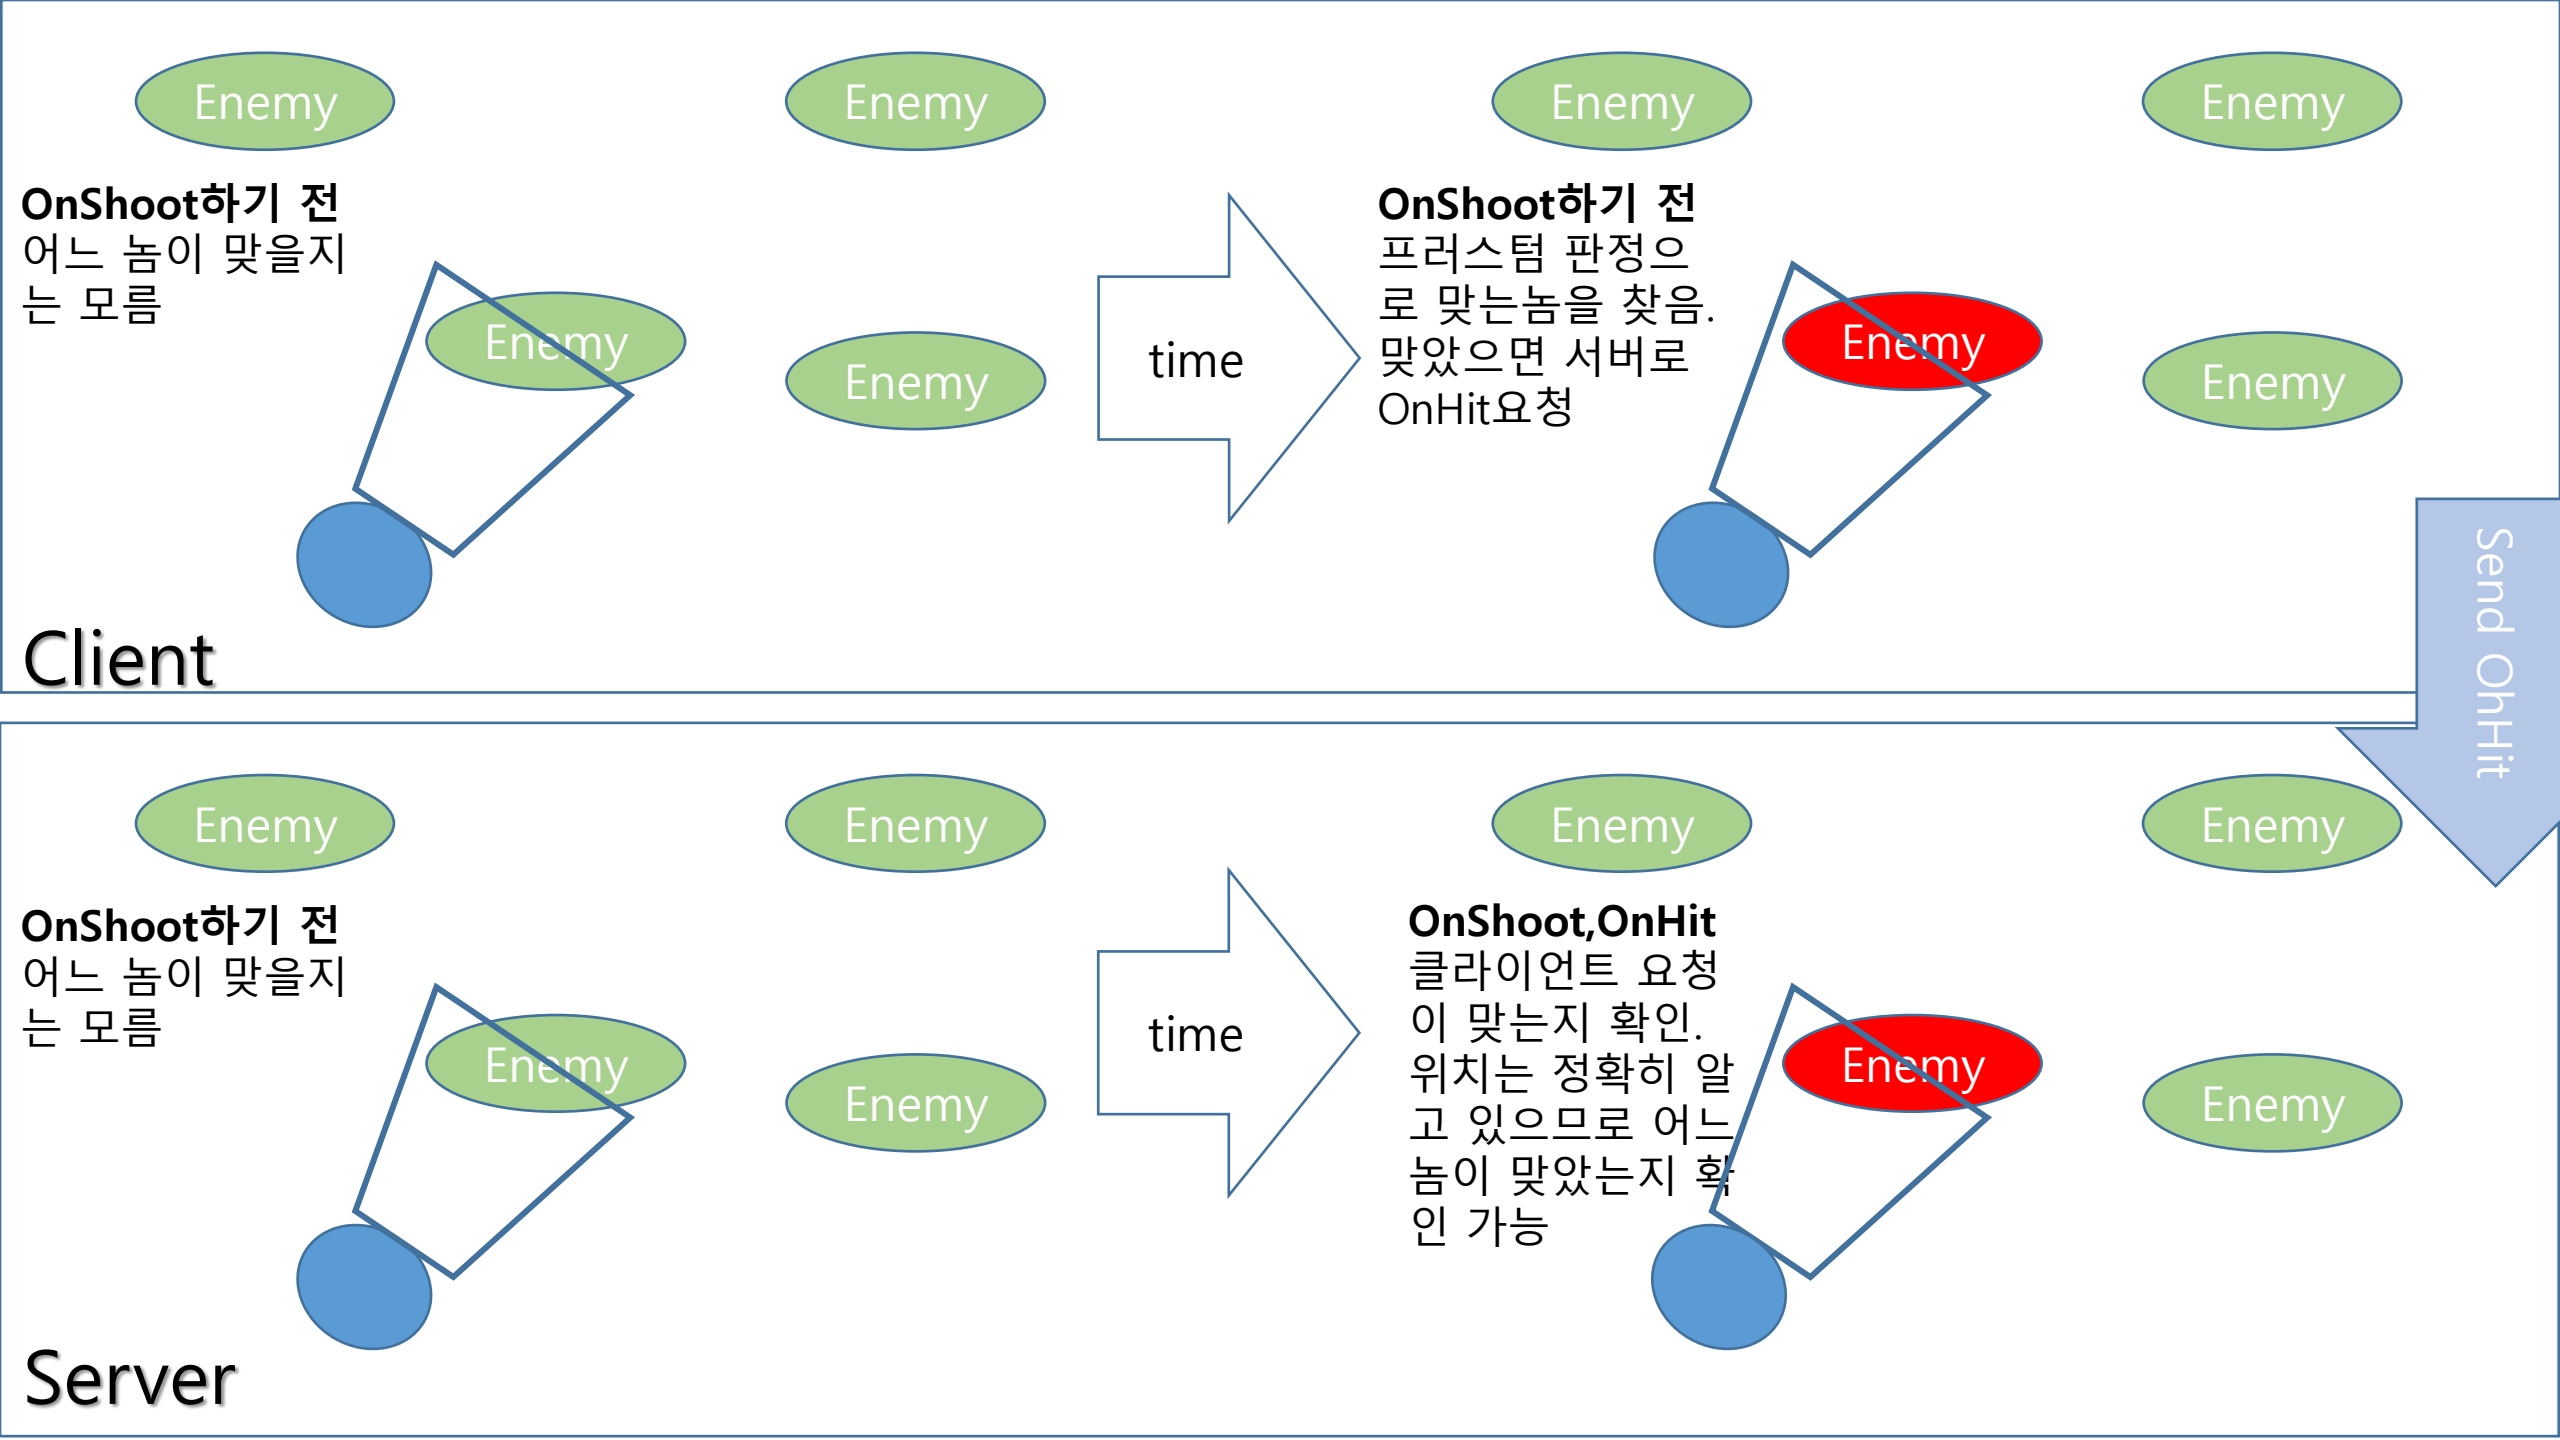 Enemy
Enemy
Enemy
Enemy
OnShoot하기 전
어느 놈이 맞을지
는 모름
Enemy
Enemy
time
OnShoot하기 전
프러스텀 판정으
로 맞는놈을 찾음.
맞았으면 서버로
OnHit요청
Enemy
Enemy
Send OhHit
Client
Enemy
Enemy
Enemy
Enemy
OnShoot하기 전
어느 놈이 맞을지
는 모름
Enemy
Enemy
time
OnShoot,OnHit
클라이언트 요청
이 맞는지 확인.
위치는 정확히 알
고 있으므로 어느
놈이 맞았는지 확
인 가능
Enemy
Enemy
Server